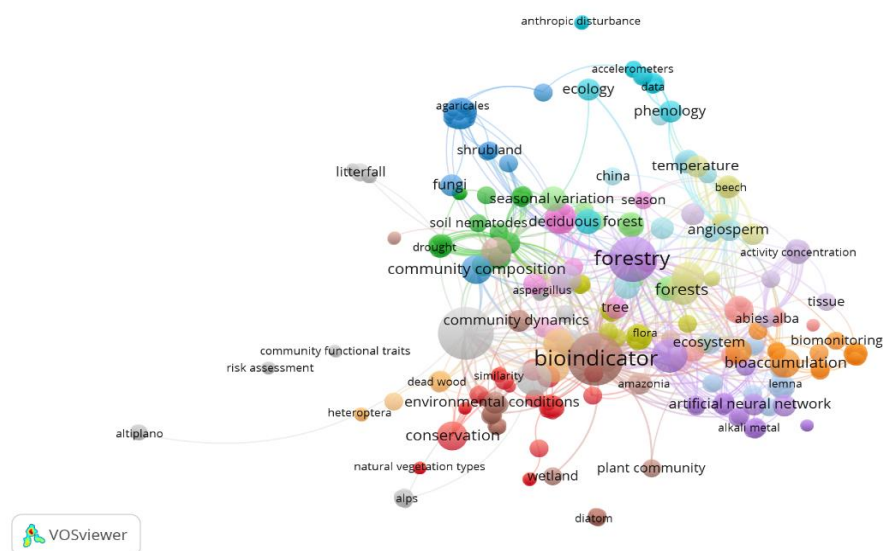 anthropic disturbance
accelerometers
data
ecology
agaricales
phenology
shrubland
litterfall
temperature
china
fungi
beech
seasonal variation
season
soil nematodes
deciduous forest
angiosperm
drought
activity concentration
forestry
community composition
aspergillus
forests
tissue
tree
abies alba
community dynamics
flora
ecosystem
biomonitoring
community functional traits
bioindicator
bioaccumulation
risk assessment
similarity
dead wood
amazonia
lemna
environmental conditions
artificial neural network
heteroptera
alkali metal
altiplano
conservation
natural vegetation types
plant community
wetland
alps
diatom
VOSviewer